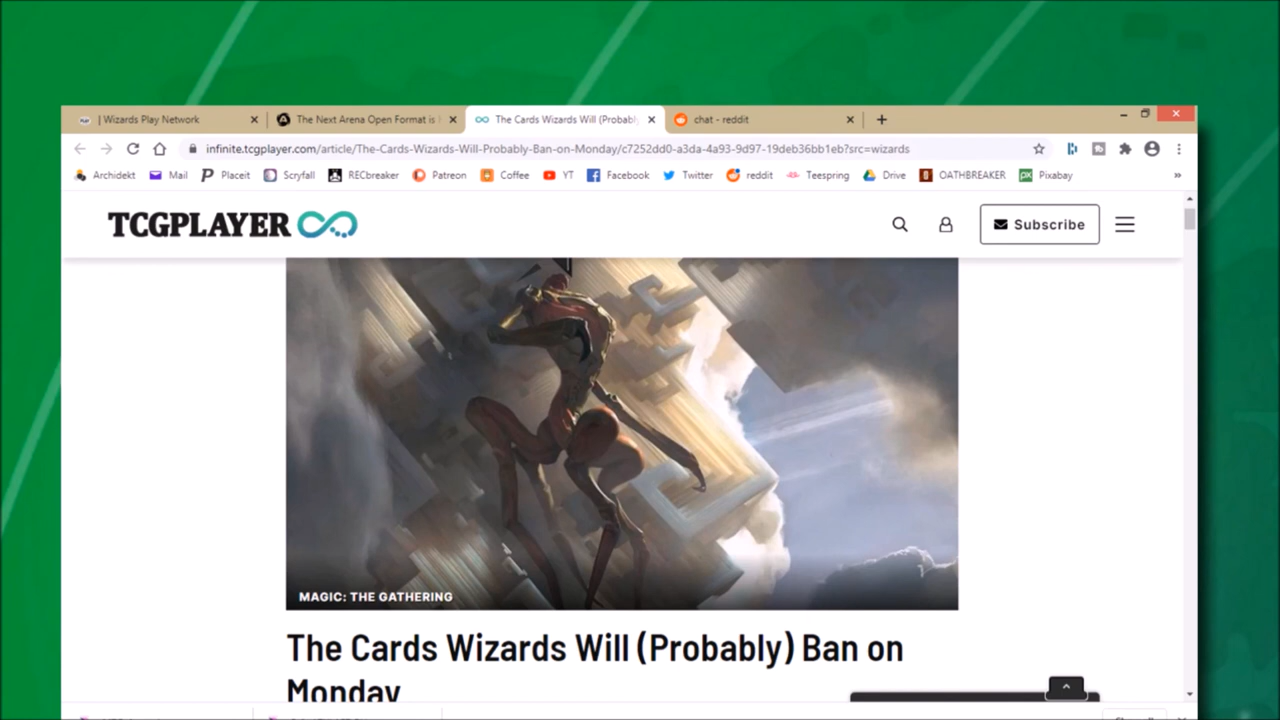 | Wizards Play Network
The Next Arena Open Format is
The Cards Wizards Will (Probabl
chat - reddit
infinite.tcgplayer.com/article/The-Cards-Wizards-Will-Probably-Ban-on-Monday/c7252dd0-a3da-4a93-9d97-19deb36bb1eb?src=wizards
Archidekt Mail Placeit Scryfall RECbreaker Patreon Coffee YT Facebook Twitter reddit Teespring Drive OATHBREAKER Pixabay »
TCGPLAYER
Subscribe
MAGIC: THE GATHERING
The Cards Wizards Will (Probably) Ban on
Monday